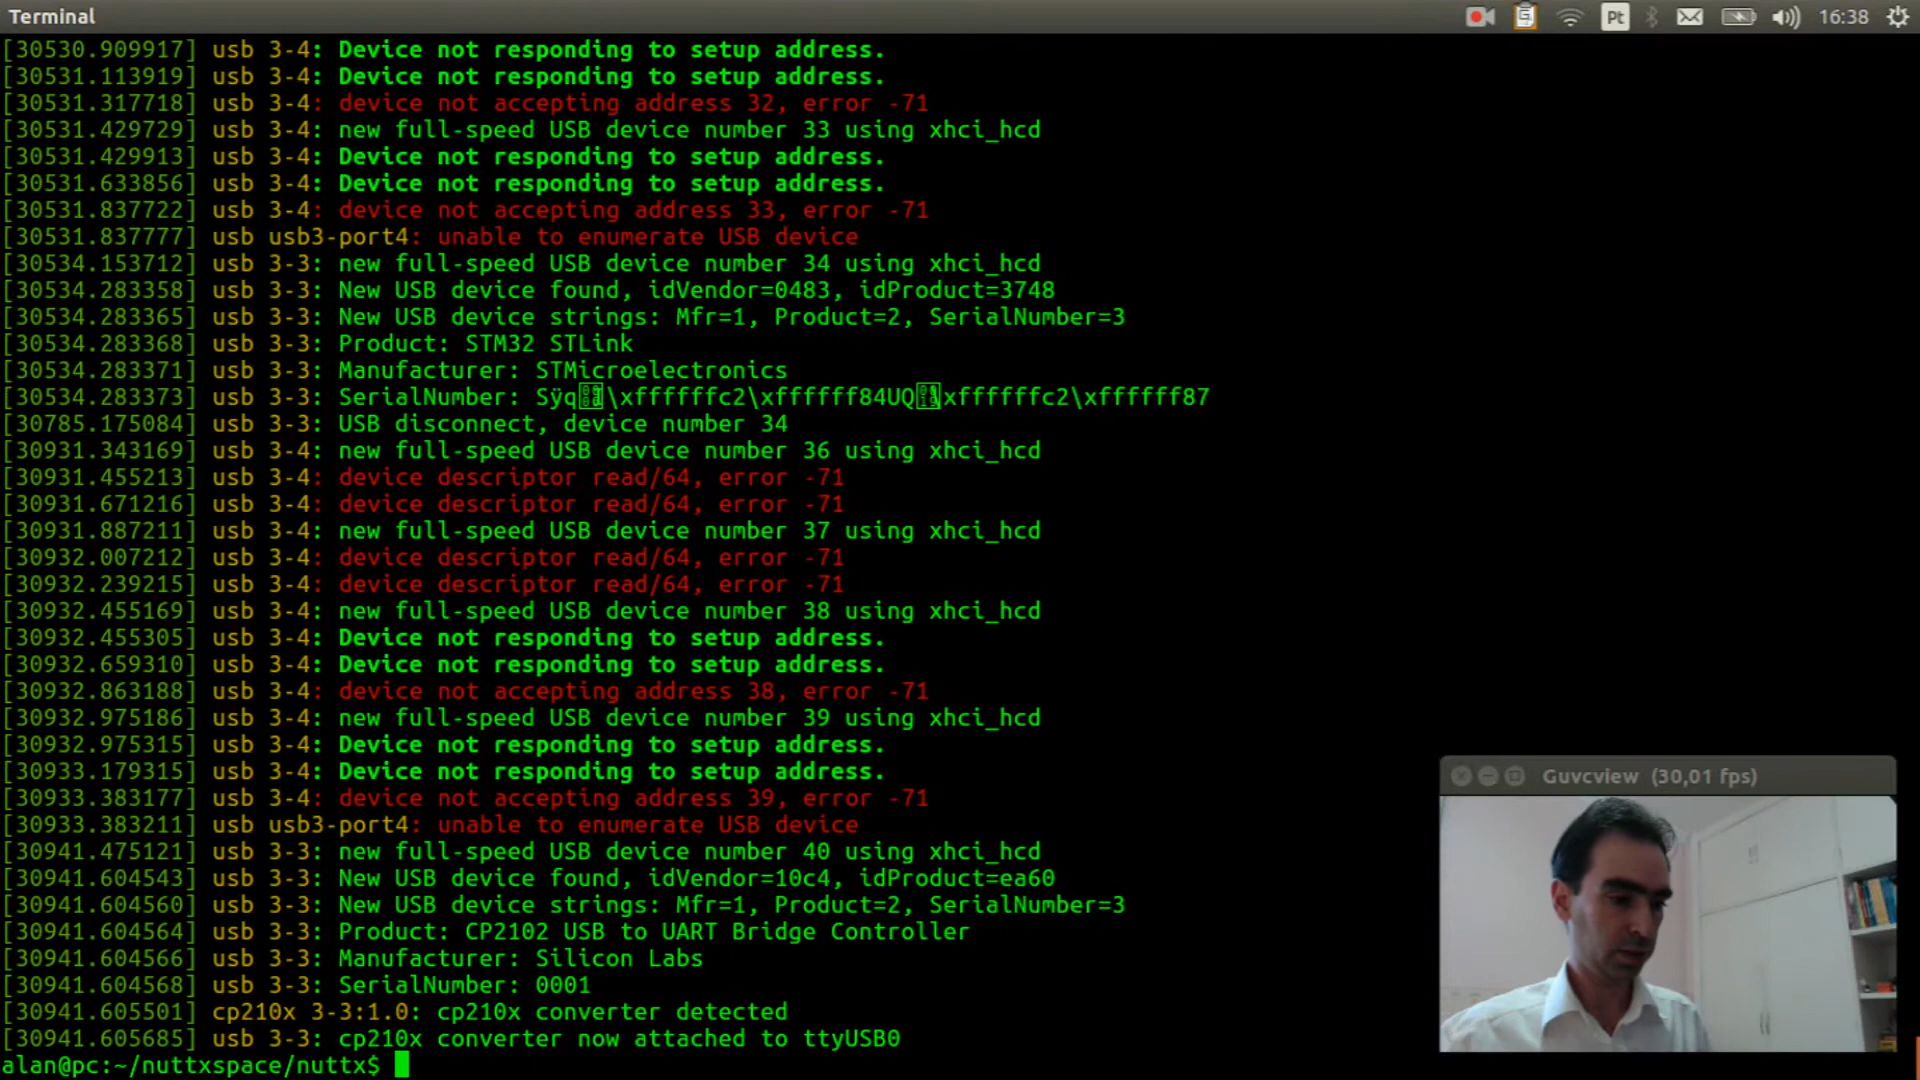 Terminal
Pt
16:38
[30530.909917] usb 3-4: Device not responding to setup address.
[30531.113919] usb 3-4: Device not responding to setup address.
[30531.317718] usb 3-4: device not accepting address 32, error -71
[30531.429729] usb 3-4: new full-speed USB device number 33 using xhci_hcd
[30531.429913] usb 3-4: Device not responding to setup address.
[30531.633856] usb 3-4: Device not responding to setup address.
[30531.837722] usb 3-4: device not accepting address 33, error -71
[30531.837777] usb usb3-port4: unable to enumerate USB device
[30534.153712] usb 3-3: new full-speed USB device number 34 using xhci_hcd
[30534.283358] usb 3-3: New USB device found, idVendor=0483, idProduct=3748
[30534.283365] usb 3-3: New USB device strings: Mfr=1, Product=2, SerialNumber=3
[30534.283368] usb 3-3: Product: STM32 STLink
[30534.283371] usb 3-3: Manufacturer: STMicroelectronics
[30534.283373] usb 3-3: SerialNumber: Sÿq\xffffffc2\xffffff84UQxffffffc2\xffffff87
[30785.175084] usb 3-3: USB disconnect, device number 34
[30931.343169] usb 3-4: new full-speed USB device number 36 using xhci_hcd
[30931.455213] usb 3-4: device descriptor read/64, error -71
[30931.671216] usb 3-4: device descriptor read/64, error -71
[30931.887211] usb 3-4: new full-speed USB device number 37 using xhci_hcd
[30932.007212] usb 3-4: device descriptor read/64, error -71
[30932.239215] usb 3-4: device descriptor read/64, error -71
[30932.455169] usb 3-4: new full-speed USB device number 38 using xhci_hcd
[30932.455305] usb 3-4: Device not responding to setup address.
[30932.659310] usb 3-4: Device not responding to setup address.
[30932.863188] usb 3-4: device not accepting address 38, error -71
[30932.975186] usb 3-4: new full-speed USB device number 39 using xhci_hcd
[30932.975315] usb 3-4: Device not responding to setup address.
[30933.179315] usb 3-4: Device not responding to setup address.
[30933.383177] usb 3-4: device not accepting address 39, error -71
[30933.383211] usb usb3-port4: unable to enumerate USB device
[30941.475121] usb 3-3: new full-speed USB device number 40 using xhci_hcd
[30941.604543] usb 3-3: New USB device found, idVendor=10c4, idProduct=ea60
[30941.604560] usb 3-3: New USB device strings: Mfr=1, Product=2, SerialNumber=3
[30941.604564] usb 3-3: Product: CP2102 USB to UART Bridge Controller
[30941.604566] usb 3-3: Manufacturer: Silicon Labs
[30941.604568] usb 3-3: SerialNumber: 0001
[30941.605501] cp210x 3-3:1.0: cp210x converter detected
[30941.605685] usb 3-3: cp210x converter now attached to ttyUSB0
alan@pc:~/nuttxspace/nuttx$
Guvcview (30,01 fps)